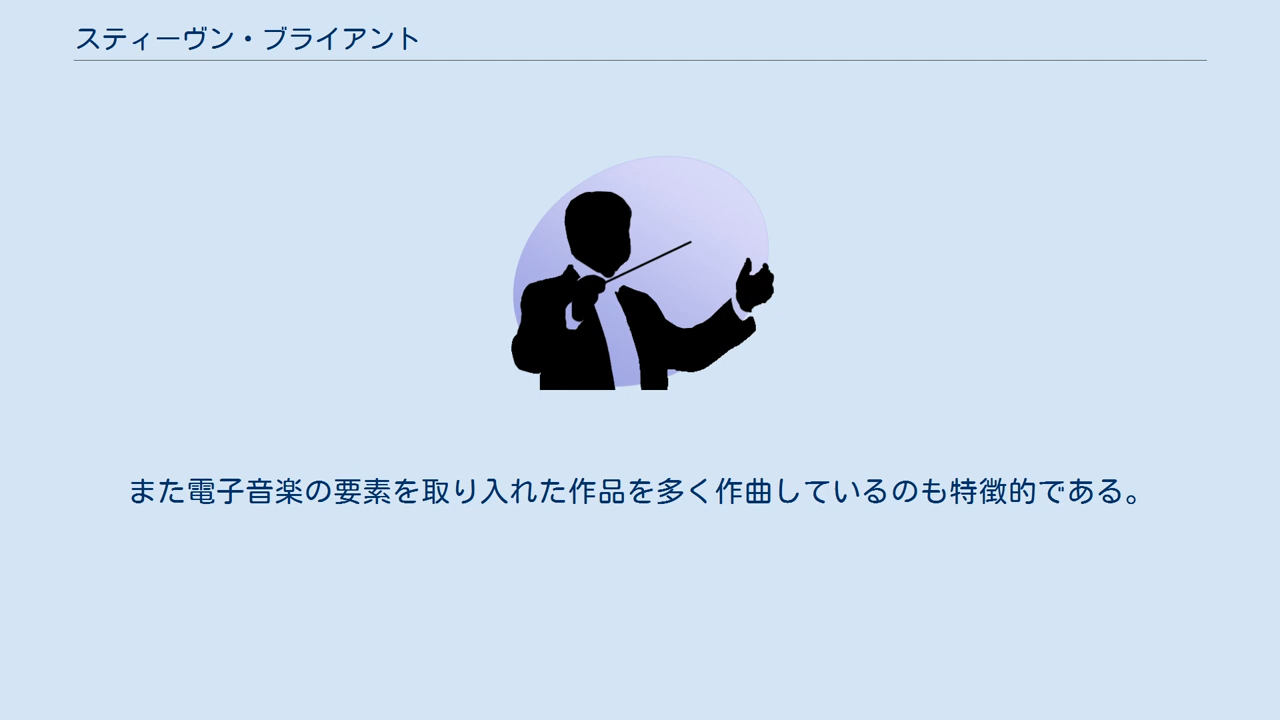 スティーヴン・ブライアント
また電子音楽の要素を取り入れた作品を多く作曲しているのも特徴的である。